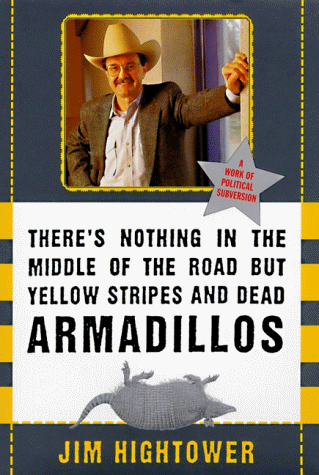 A
WORK OF
POLITICAL
SUBVERSION
THERE'S NOTHING IN THE
MIDDLE OF THE ROAD BUT
YELLOW STRIPES AND DEAD
ARMADILLOS
JIM HIGHTOWER